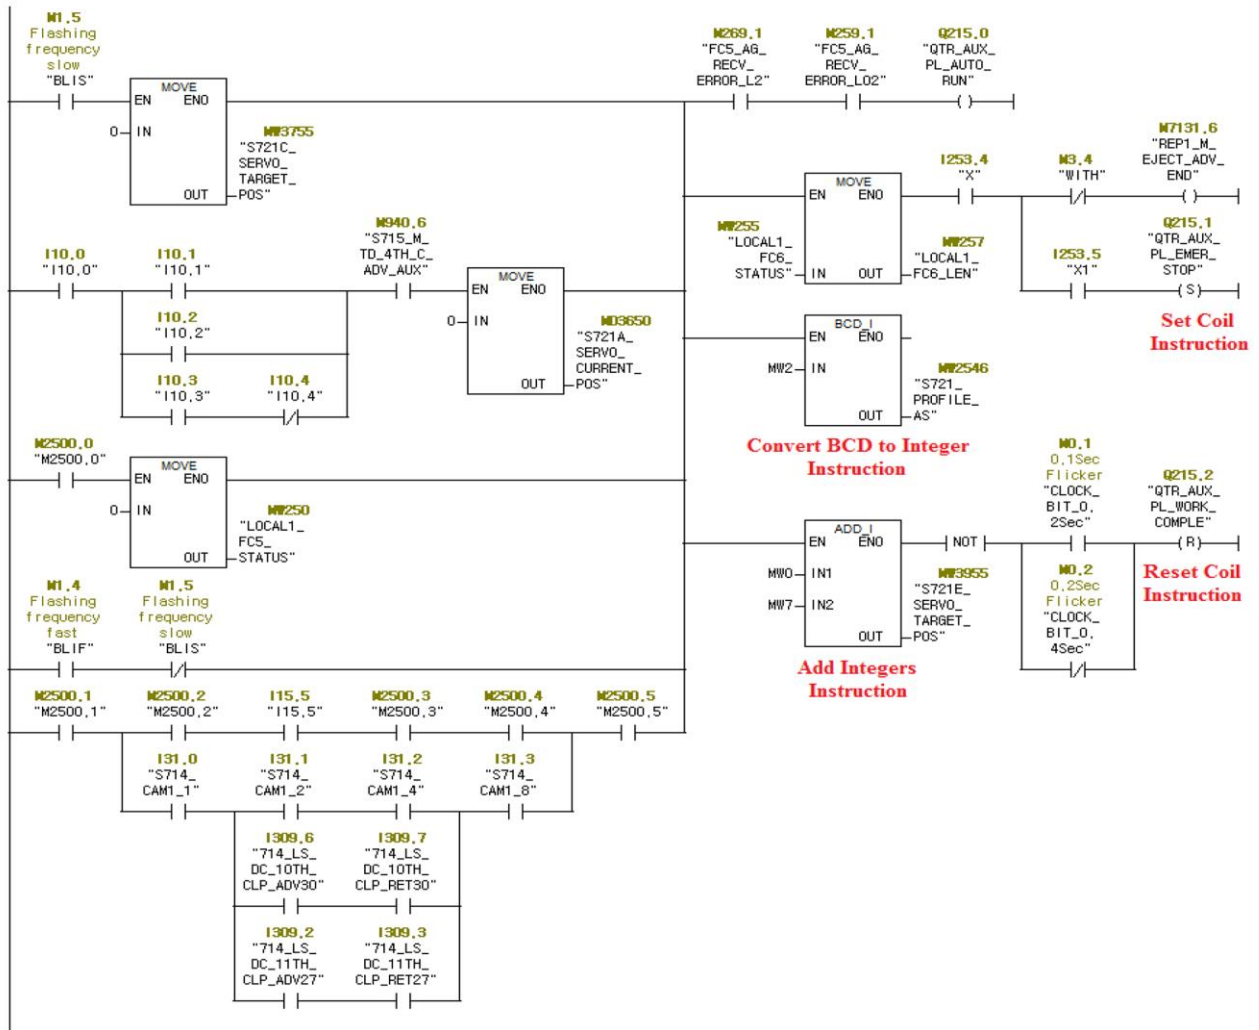 M1.5
Flashing
frequency
slow
"BLIS"
MOVE
EN ENO
0 IN
OUT
MW3755
"S721C_
SERVO_
TARGET_
POS"
I10.0
"I10.0"
I10.1
"I10.1"
I10.2
"I10.2"
I10.3
"I10.3"
I10.4
"I10.4"
M940.6
"S715_M_
TD_4TH_C_
ADV_AUX"
MOVE
EN ENO
0 IN
OUT
MD3650
"S721A_
SERVO_
CURRENT_
POS"
M2500.0
"M2500.0"
MOVE
EN ENO
0 IN
OUT
MW250
"LOCAL1_
FC5_
STATUS"
M1.4
Flashing
frequency
fast
"BLIF"
M1.5
Flashing
frequency
slow
"BLIS"
M2500.1
"M2500.1"
M2500.2
"M2500.2"
I15.5
"I15.5"
M2500.3
"M2500.3"
M2500.4
"M2500.4"
M2500.5
"M2500.5"
I31.0
"S714_
CAM1_1"
I31.1
"S714_
CAM1_2"
I31.2
"S714_
CAM1_4"
I31.3
"S714_
CAM1_8"
I309.6
"714_LS_
DC_10TH_
CLP_ADV30"
I309.7
"714_LS_
DC_10TH_
CLP_RET30"
I309.2
"714_LS_
DC_11TH_
CLP_ADV27"
I309.3
"714_LS_
DC_11TH_
CLP_RET27"
M269.1
"FC5_AG_
RECV_
ERROR_L2"
M259.1
"FC5_AG_
RECV_
ERROR_LO2"
Q215.0
"QTR_AUX_
PL_AUTO_
RUN"
MOVE
EN ENO
MW255
"LOCAL1_
FC6_
STATUS"
IN OUT
MW257
"LOCAL1_
FC6_LEN"
I253.4
"X"
M3.4
"WITH"
M7131.6
"REP1_M_
EJECT_ADV_
END"
I253.5
"X1"
Q215.1
"QTR_AUX_
PL_EMER_
STOP"
S
Set Coil
Instruction
BCD_I
EN ENO
MW2 IN
OUT
MW2546
"S721_
PROFILE_
AS"
Convert BCD to Integer
Instruction
ADD_I
EN ENO
MW0 IN1
MW7 IN2
OUT
MW3955
"S721E_
SERVO_
TARGET_
POS"
Add Integers
Instruction
NOT
M0.1
0.1Sec
Flicker
"CLOCK_
BIT_0.
2Sec"
M0.2
0.2Sec
Flicker
"CLOCK_
BIT_0.
4Sec"
Q215.2
"QTR_AUX_
PL_WORK_
COMPLE"
R
Reset Coil
Instruction